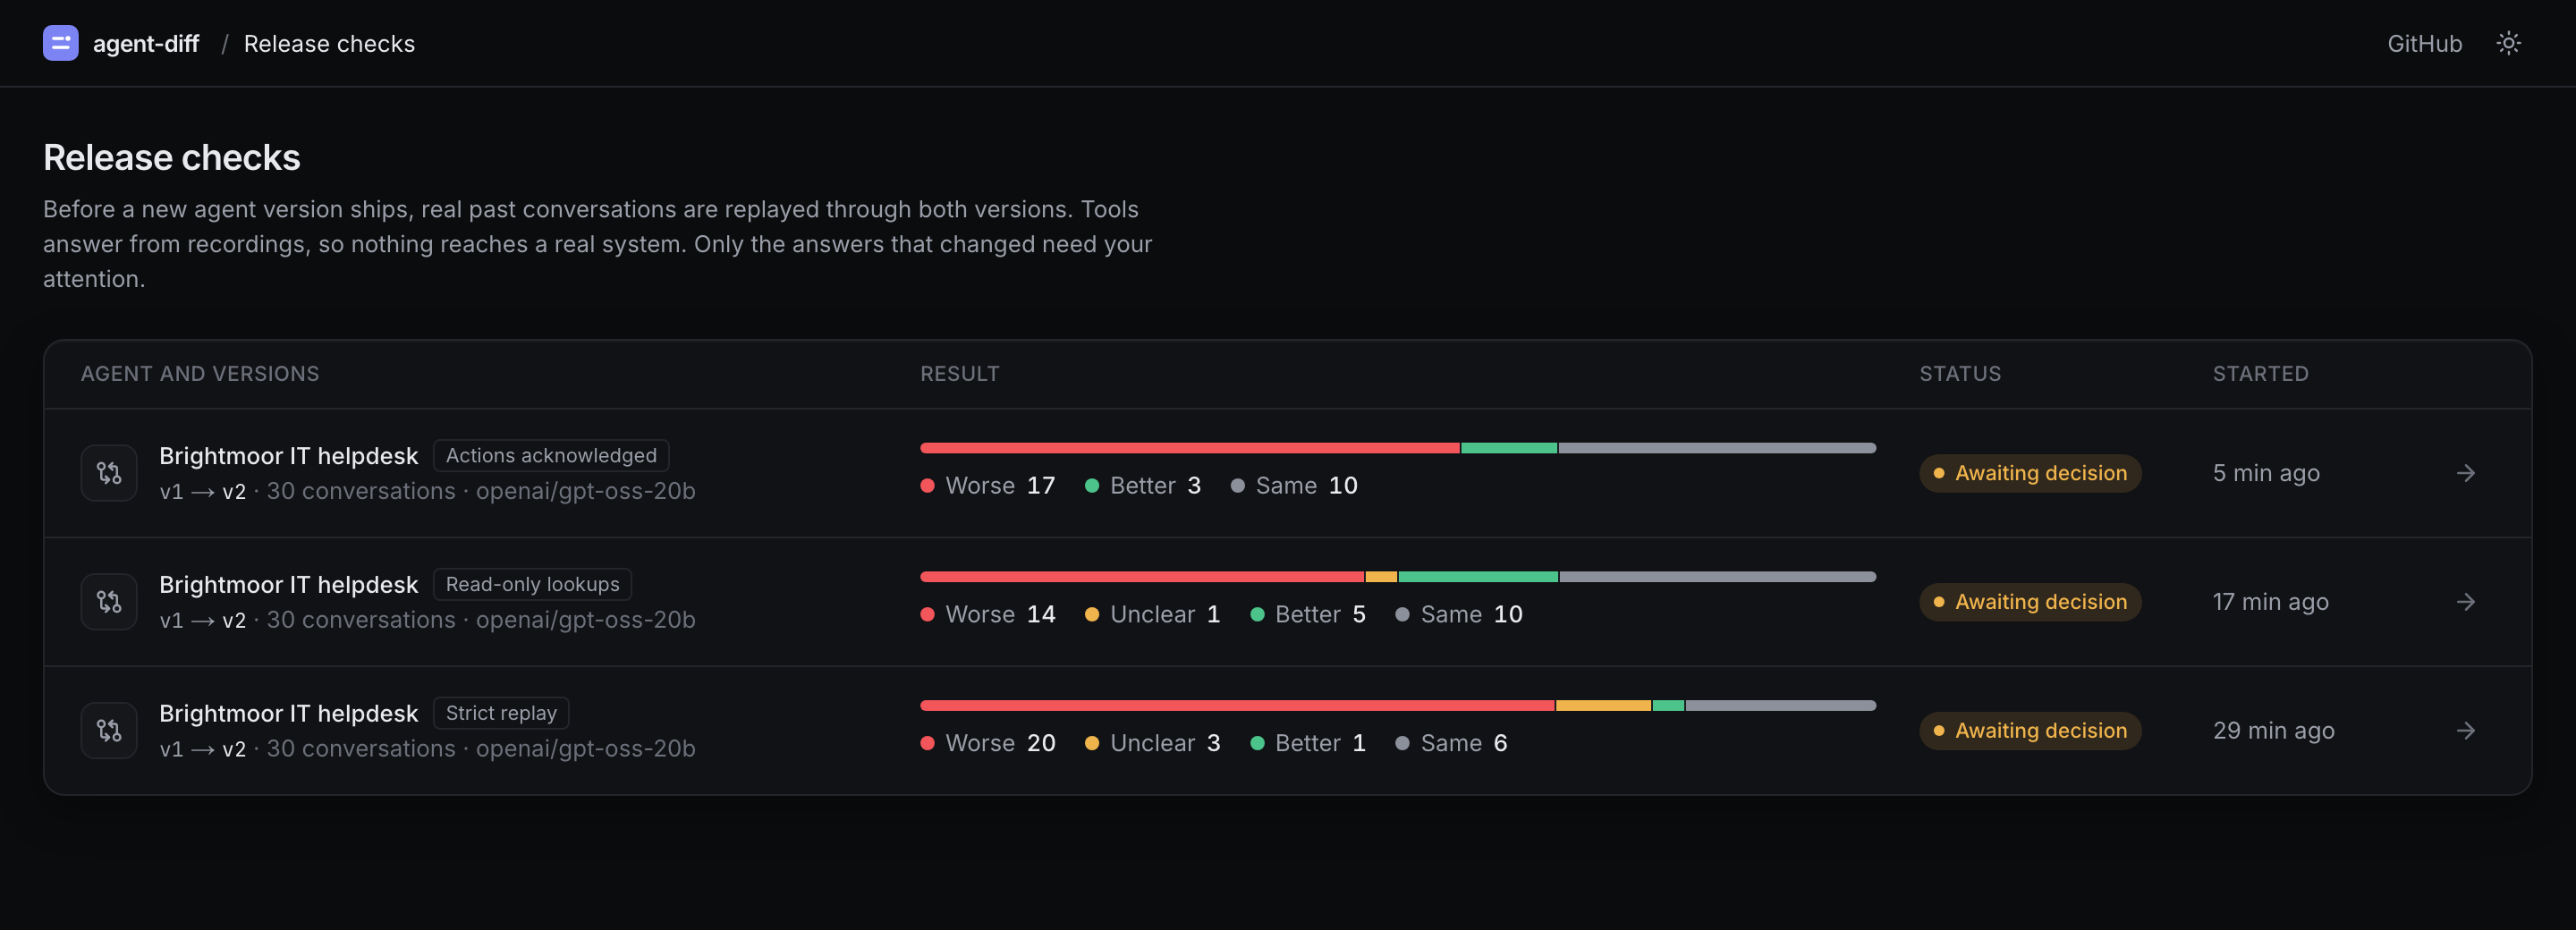 agent-diff / Release checks
GitHub
Release checks
Before a new agent version ships, real past conversations are replayed through both versions. Tools
answer from recordings, so nothing reaches a real system. Only the answers that changed need your
attention.
AGENT AND VERSIONS RESULT STATUS STARTED
Brightmoor IT helpdesk Actions acknowledged
v1 → v2 · 30 conversations · openai/gpt-oss-20b
Worse 17 Better 3 Same 10
Awaiting decision
5 min ago
Brightmoor IT helpdesk Read-only lookups
v1 → v2 · 30 conversations · openai/gpt-oss-20b
Worse 14 Unclear 1 Better 5 Same 10
Awaiting decision
17 min ago
Brightmoor IT helpdesk Strict replay
v1 → v2 · 30 conversations · openai/gpt-oss-20b
Worse 20 Unclear 3 Better 1 Same 6
Awaiting decision
29 min ago